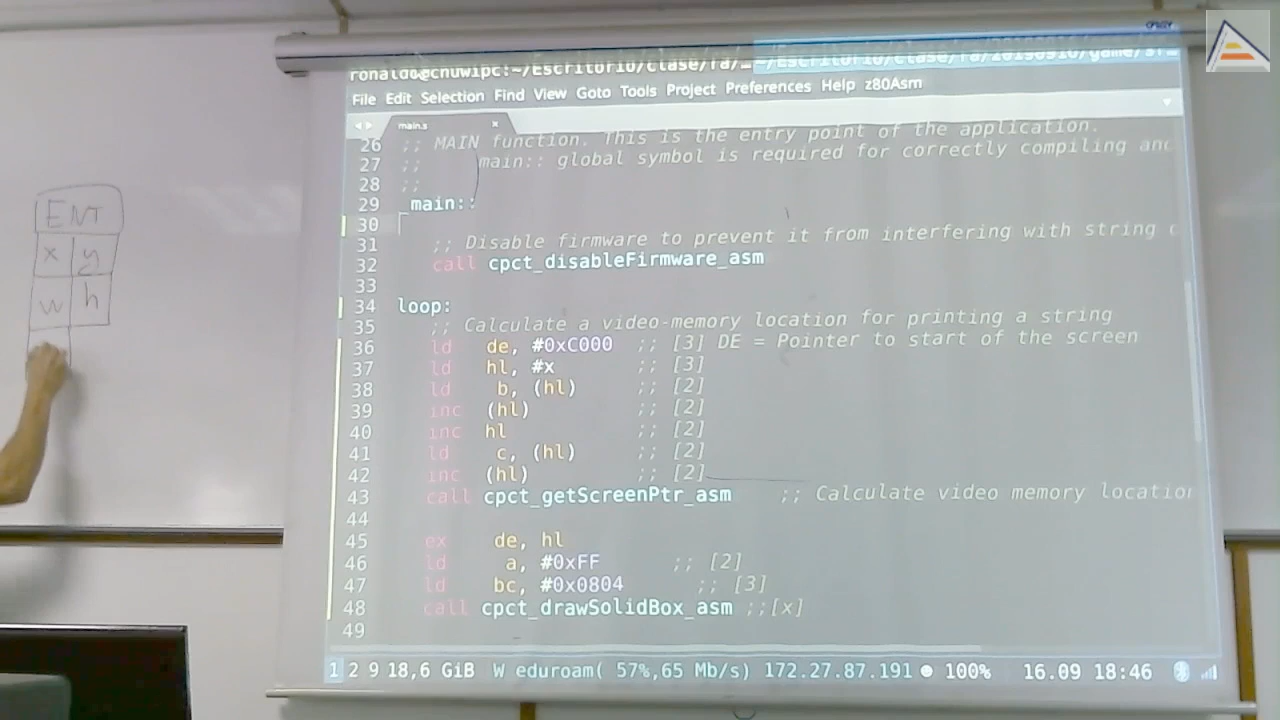 ENT
x y
w h
File Edit Selection Find View Goto Tools Project Preferences Help z80Asm
main.s ×
26 ;; MAIN function. This is the entry point of the application.
27 ;; main:: global symbol is required for correctly compiling and
28 ;;
29 _main::
30
31 ;; Disable firmware to prevent it from interfering with string
32 call cpct_disableFirmware_asm
33
34 loop:
35 ;; Calculate a video-memory location for printing a string
36 ld de, #0xC000 ;; [3] DE = Pointer to start of the screen
37 ld hl, #x ;; [3]
38 ld b, (hl) ;; [2]
39 inc (hl) ;; [2]
40 inc hl ;; [2]
41 ld c, (hl) ;; [2]
42 inc (hl) ;; [2]
43 call cpct_getScreenPtr_asm ;; Calculate video memory location
44
45 ex de, hl
46 ld a, #0xFF ;; [2]
47 ld bc, #0x0804 ;; [3]
48 call cpct_drawSolidBox_asm ;;[x]
49
1 2 9 18,6 GiB W eduroam( 57%,65 Mb/s) 172.27.87.191 100% 16.09 18:46